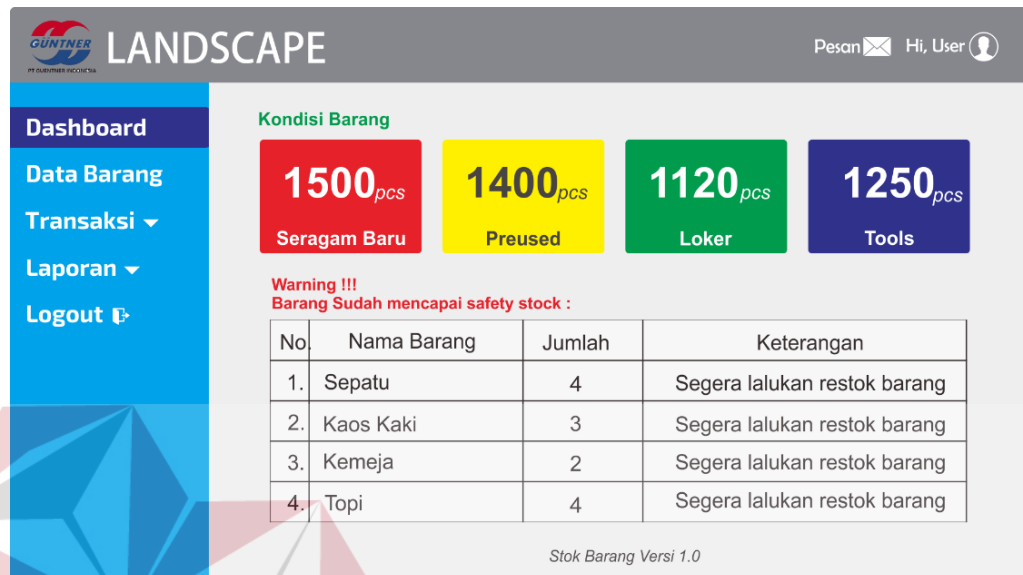 GÜNTNER
PT GUENTNER INDONESIA
LANDSCAPE
Pesan Hi, User
Dashboard
Data Barang
Transaksi
Laporan
Logout
Kondisi Barang
1500pcs
Seragam Baru
1400pcs
Preused
1120pcs
Loker
1250pcs
Tools
Warning !!!
Barang Sudah mencapai safety stock :
No. Nama Barang Jumlah Keterangan
1. Sepatu 4 Segera lalukan restok barang
2. Kaos Kaki 3 Segera lalukan restok barang
3. Kemeja 2 Segera lalukan restok barang
4. Topi 4 Segera lalukan restok barang
Stok Barang Versi 1.0